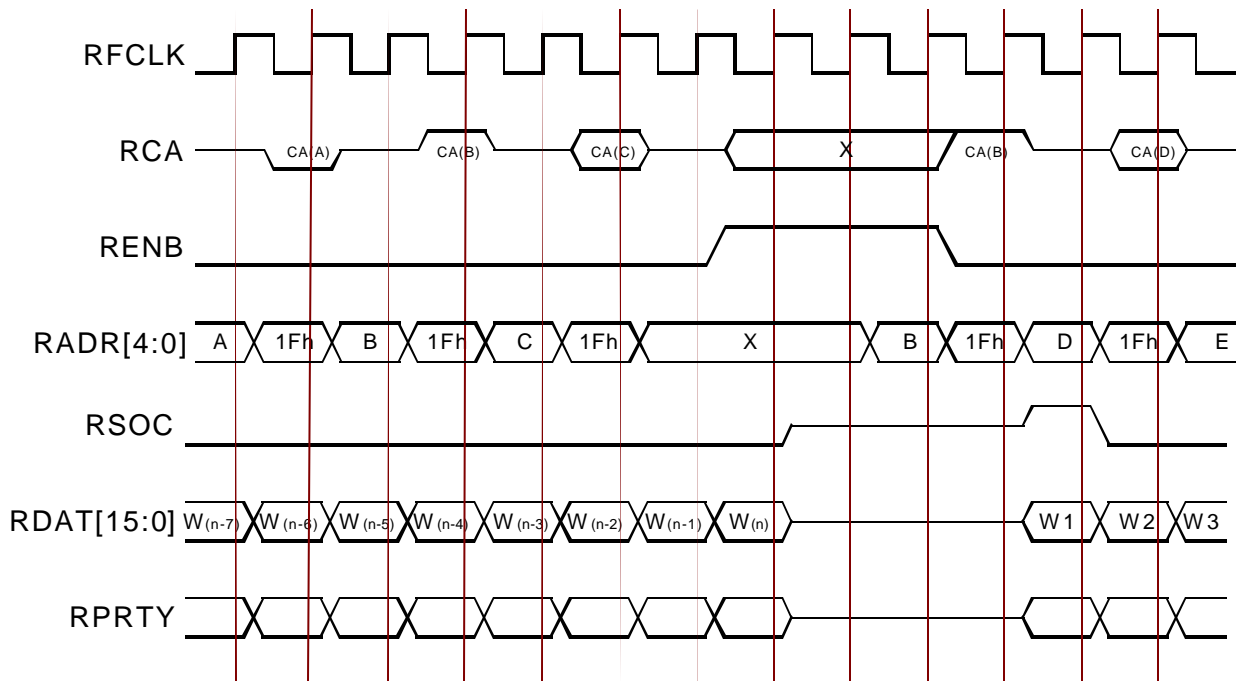 RFCLK
RCA CA(A) CA(B) CA(C) X CA(B) CA(D)
RENB
RADR[4:0] A 1Fh B 1Fh C 1Fh X B 1Fh D 1Fh E
RSOC
RDAT[15:0] W(n-7) W(n-6) W(n-5) W(n-4) W(n-3) W(n-2) W(n-1) W(n) W1 W2 W3
RPRTY